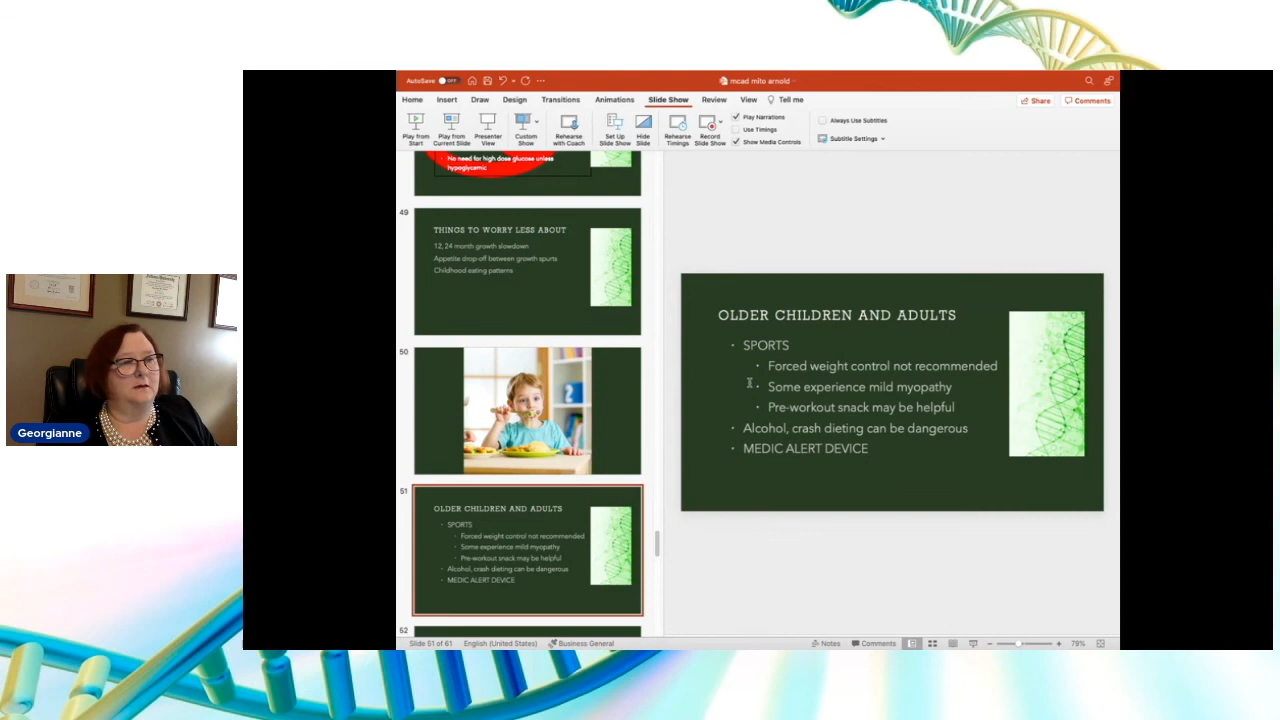 AutoSave OFF
mcad mito arnold
Home Insert Draw Design Transitions Animations Slide Show Review View Tell me
Share Comments
Play from Start
Play from Current Slide
Presenter View
Custom Show
Rehearse with Coach
Set Up Slide Show
Hide Slide
Rehearse Timings
Record Slide Show
Play Narrations
Use Timings
Show Media Controls
Always Use Subtitles
Subtitle Settings
No need for high dose glucose unless
hypoglycemic
49
THINGS TO WORRY LESS ABOUT
12, 24 month growth slowdown
Appetite drop-off between growth spurts
Childhood eating patterns
50
2
51
OLDER CHILDREN AND ADULTS
SPORTS
Forced weight control not recommended
Some experience mild myopathy
Pre-workout snack may be helpful
Alcohol, crash dieting can be dangerous
MEDIC ALERT DEVICE
52
OLDER CHILDREN AND ADULTS
SPORTS
Forced weight control not recommended
Some experience mild myopathy
Pre-workout snack may be helpful
Alcohol, crash dieting can be dangerous
MEDIC ALERT DEVICE
Georgianne
Slide 51 of 61 English (United States) Business General
Notes Comments 79%